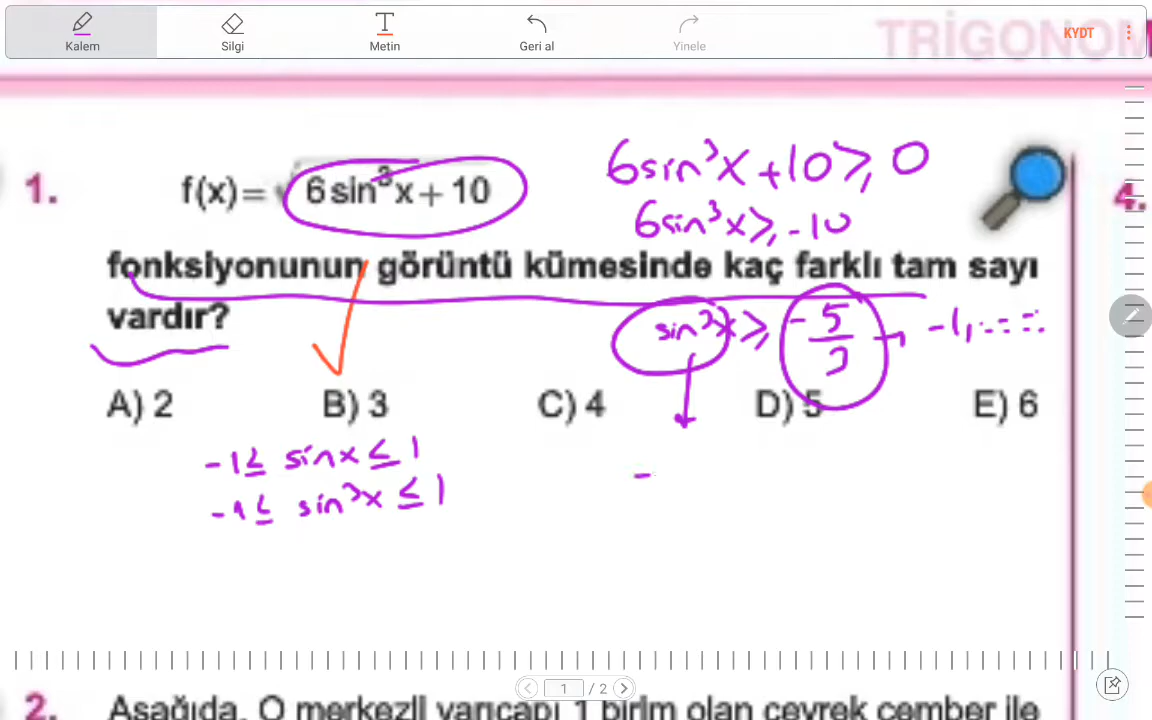 Kalem Silgi Metin Geri al Yinele KYDT
TRİGONOM
1. f(x)= √6 sin³x + 10
6sin³x+10≥0
6sin³x≥-10
4.
fonksiyonunun görüntü kümesinde kaç farklı tam sayı
vardır?
sin³x≥ -5/3 -1,
A) 2 B) 3 C) 4 D) 5 E) 6
-1≤ sinx ≤ 1
-1≤ sin³x ≤ 1
-
1 / 2
2. Aşağıda, O merkezli yarıçapı 1 birim olan çeyrek çember ile